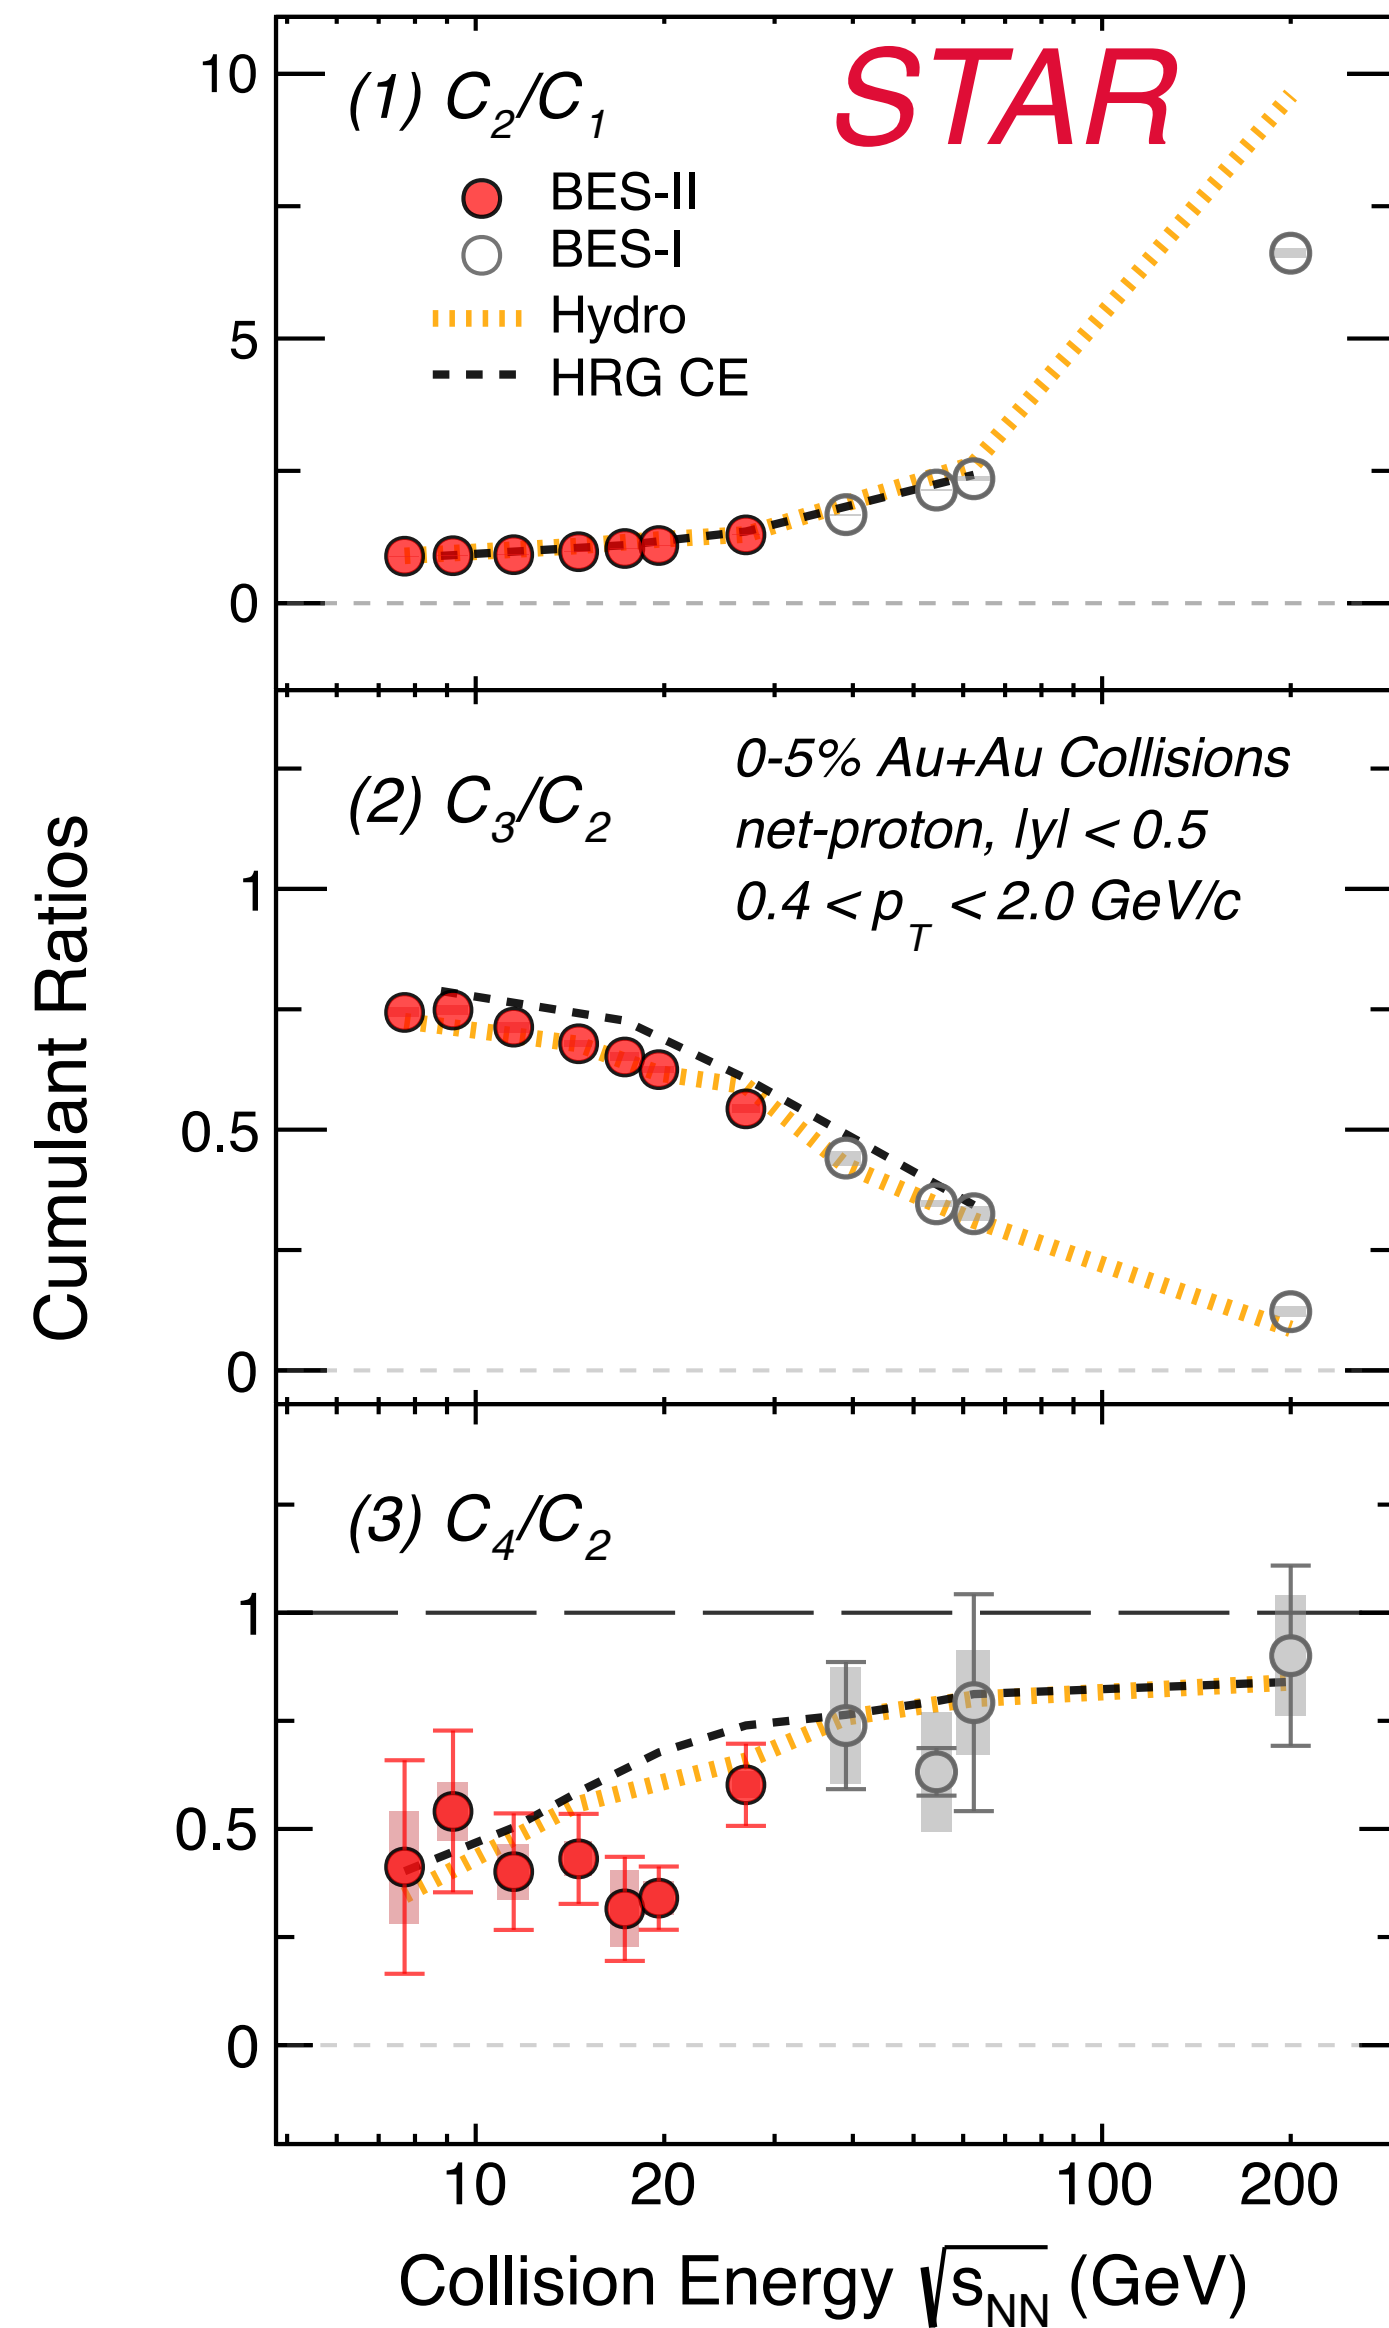 STAR
10
(1) C2/C1
BES-II
BES-I
Hydro
HRG CE
5
0
0-5% Au+Au Collisions
net-proton, lyl < 0.5
0.4 < pT < 2.0 GeV/c
(2) C3/C2
1
0.5
0
Cumulant Ratios
(3) C4/C2
1
0.5
0
10 20 100 200
Collision Energy √sNN (GeV)